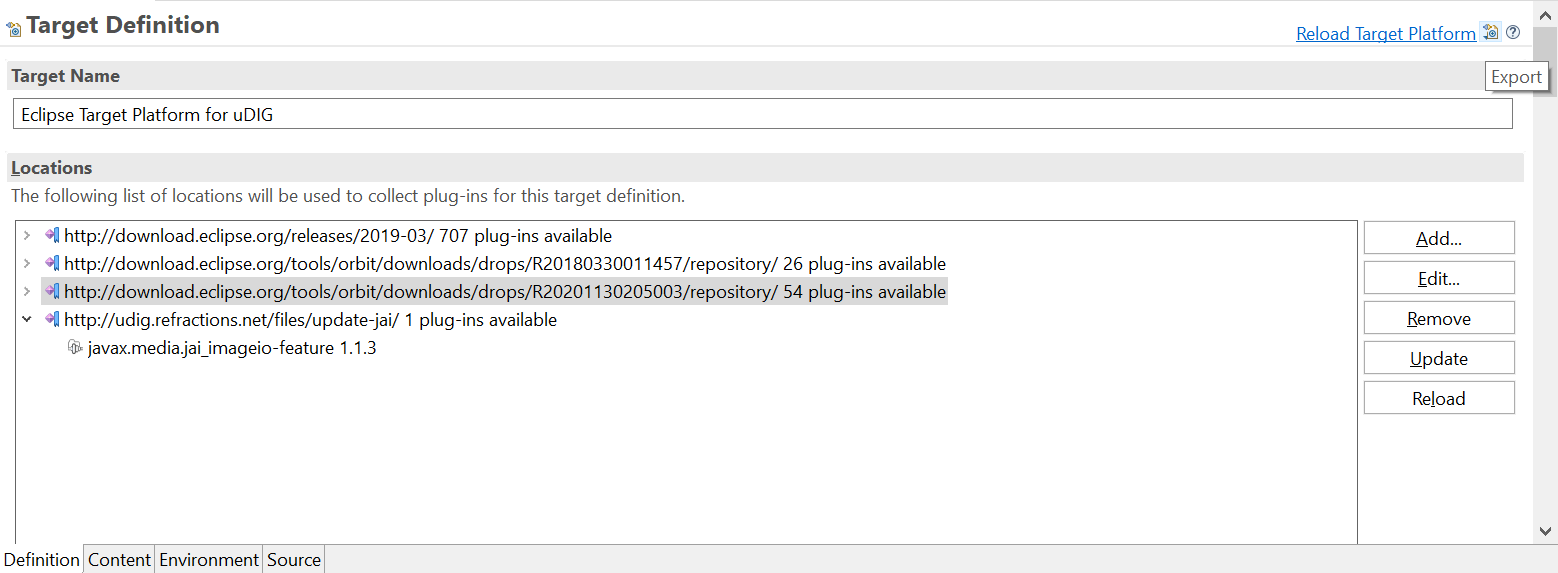 Target Definition
Reload Target Platform
Export
Target Name
Eclipse Target Platform for uDIG
Locations
The following list of locations will be used to collect plug-ins for this target definition.
http://download.eclipse.org/releases/2019-03/ 707 plug-ins available
http://download.eclipse.org/tools/orbit/downloads/drops/R20180330011457/repository/ 26 plug-ins available
http://download.eclipse.org/tools/orbit/downloads/drops/R20201130205003/repository/ 54 plug-ins available
http://udig.refractions.net/files/update-jai/ 1 plug-ins available
javax.media.jai_imageio-feature 1.1.3
Add...
Edit...
Remove
Update
Reload
Definition Content Environment Source